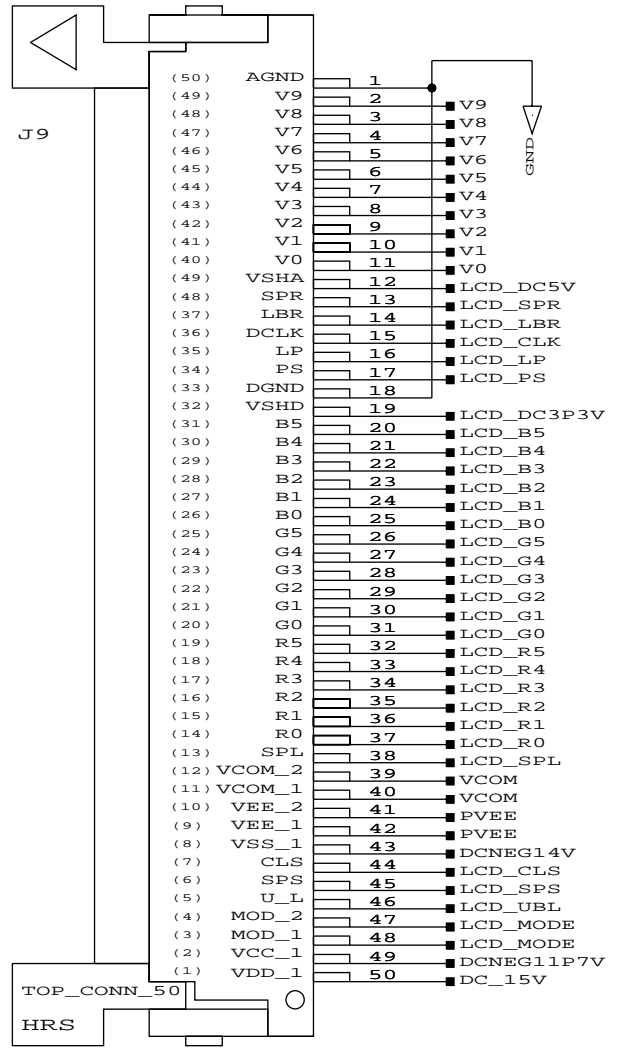 J9
(50) AGND 1
(49) V9 2 V9
(48) V8 3 V8
(47) V7 4 V7
(46) V6 5 V6
(45) V5 6 V5
(44) V4 7 V4
(43) V3 8 V3
(42) V2 9 V2
(41) V1 10 V1
(40) V0 11 V0
(49) VSHA 12 LCD_DC5V
(48) SPR 13 LCD_SPR
(37) LBR 14 LCD_LBR
(36) DCLK 15 LCD_CLK
(35) LP 16 LCD_LP
(34) PS 17 LCD_PS
(33) DGND 18
(32) VSHD 19 LCD_DC3P3V
(31) B5 20 LCD_B5
(30) B4 21 LCD_B4
(29) B3 22 LCD_B3
(28) B2 23 LCD_B2
(27) B1 24 LCD_B1
(26) B0 25 LCD_B0
(25) G5 26 LCD_G5
(24) G4 27 LCD_G4
(23) G3 28 LCD_G3
(22) G2 29 LCD_G2
(21) G1 30 LCD_G1
(20) G0 31 LCD_G0
(19) R5 32 LCD_R5
(18) R4 33 LCD_R4
(17) R3 34 LCD_R3
(16) R2 35 LCD_R2
(15) R1 36 LCD_R1
(14) R0 37 LCD_R0
(13) SPL 38 LCD_SPL
(12) VCOM_2 39 VCOM
(11) VCOM_1 40 VCOM
(10) VEE_2 41 PVEE
(9) VEE_1 42 PVEE
(8) VSS_1 43 DCNEG14V
(7) CLS 44 LCD_CLS
(6) SPS 45 LCD_SPS
(5) U_L 46 LCD_UBL
(4) MOD_2 47 LCD_MODE
(3) MOD_1 48 LCD_MODE
(2) VCC_1 49 DCNEG11P7V
(1) VDD_1 50 DC_15V
GND
TOP_CONN_50
HRS